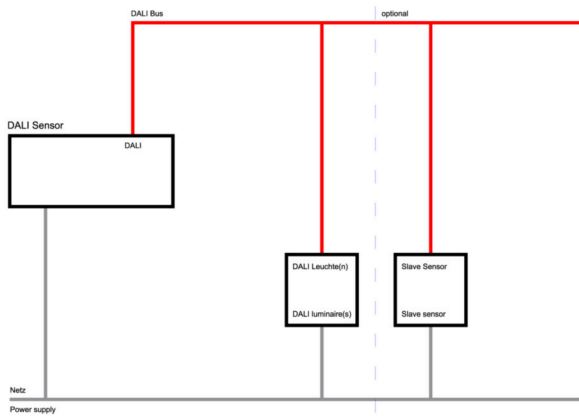 DALI Bus
optional
DALI Sensor
DALI
DALI Leuchte(n)
DALI luminaire(s)
Slave Sensor
Slave sensor
Netz
Power supply